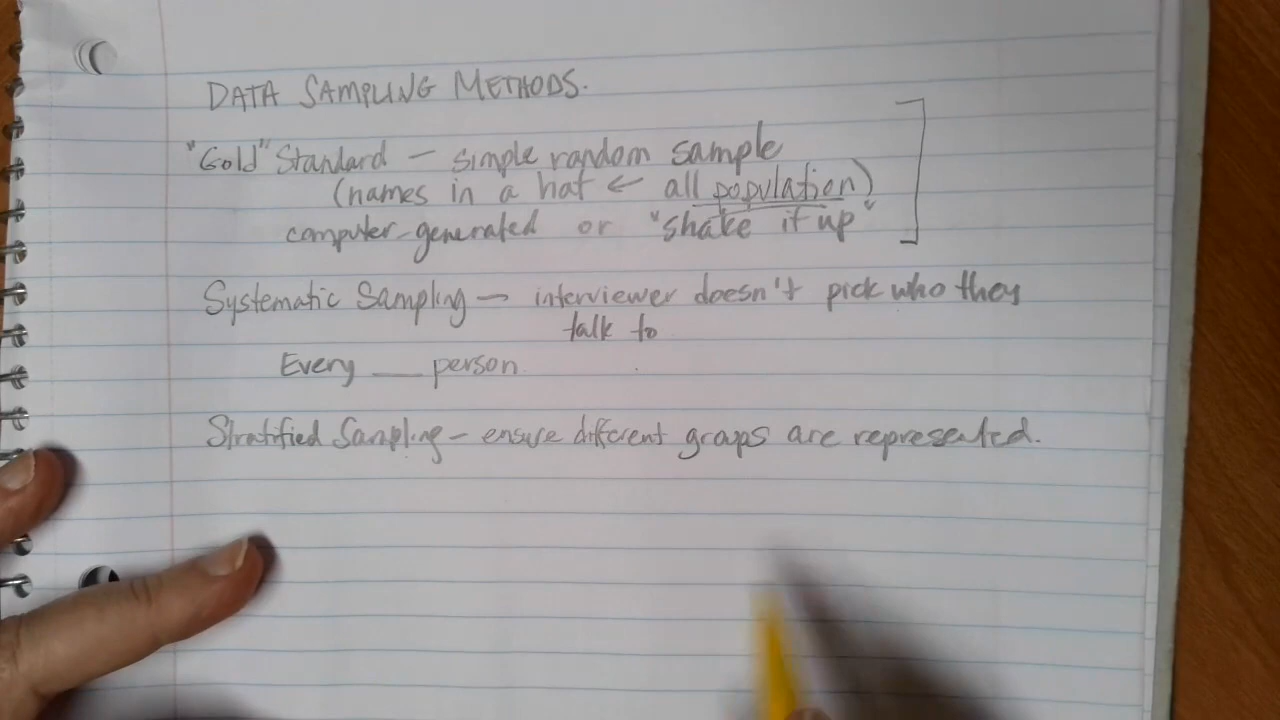 DATA SAMPLING METHODS.
"Gold" Standard – simple random sample
(names in a hat ← all population)
computer-generated or "shake it up"
Systematic Sampling – interviewer doesn't pick who they
talk to
Every ___ person
Stratified Sampling – ensure different groups are represented.